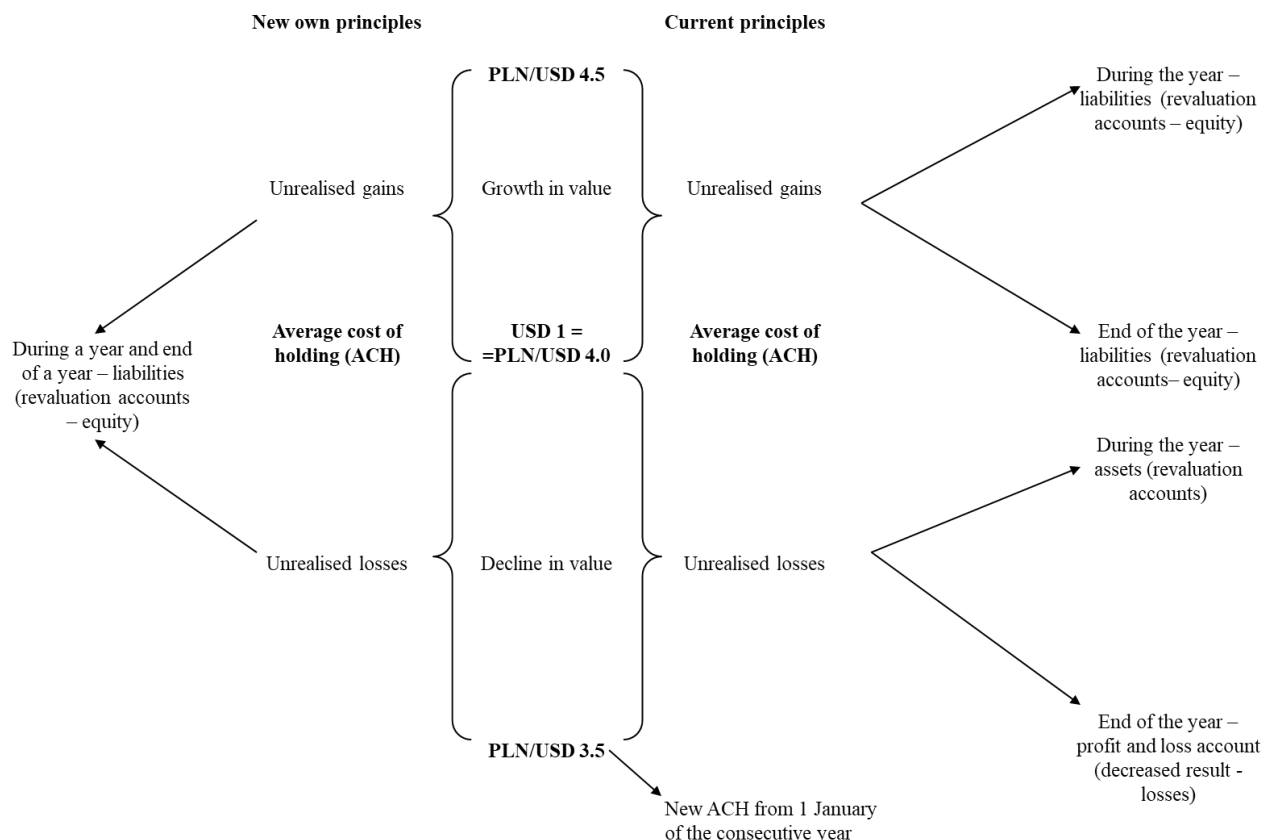 New own principles
Current principles
PLN/USD 4.5
During the year –
liabilities (revaluation
accounts – equity)
Unrealised gains
Growth in value
Unrealised gains
During a year and end
of a year – liabilities
(revaluation accounts
– equity)
Average cost of
holding (ACH)
USD 1 =
=PLN/USD 4.0
Average cost of
holding (ACH)
End of the year –
liabilities (revaluation
accounts– equity)
During the year –
assets (revaluation
accounts)
Unrealised losses
Decline in value
Unrealised losses
PLN/USD 3.5
End of the year –
profit and loss account
(decreased result -
losses)
New ACH from 1 January
of the consecutive year